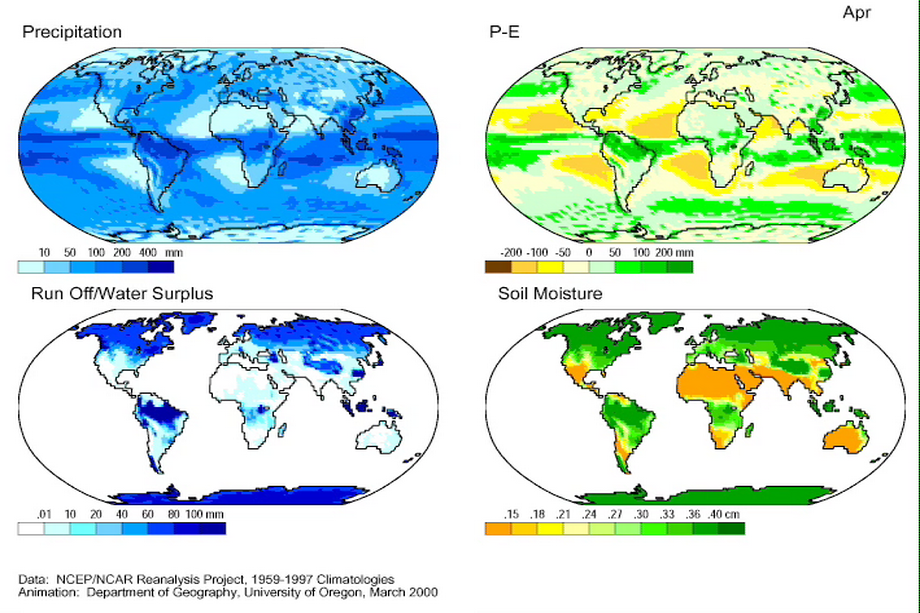 Apr
Precipitation
P-E
10 50 100 200 400 mm
-200 -100 -50 0 50 100 200 mm
Run Off/Water Surplus
Soil Moisture
.01 10 20 40 60 80 100 mm
.15 .18 .21 .24 .27 .30 .33 .36 .40 cm
Data: NCEP/NCAR Reanalysis Project, 1959-1997 Climatologies
Animation: Department of Geography, University of Oregon, March 2000